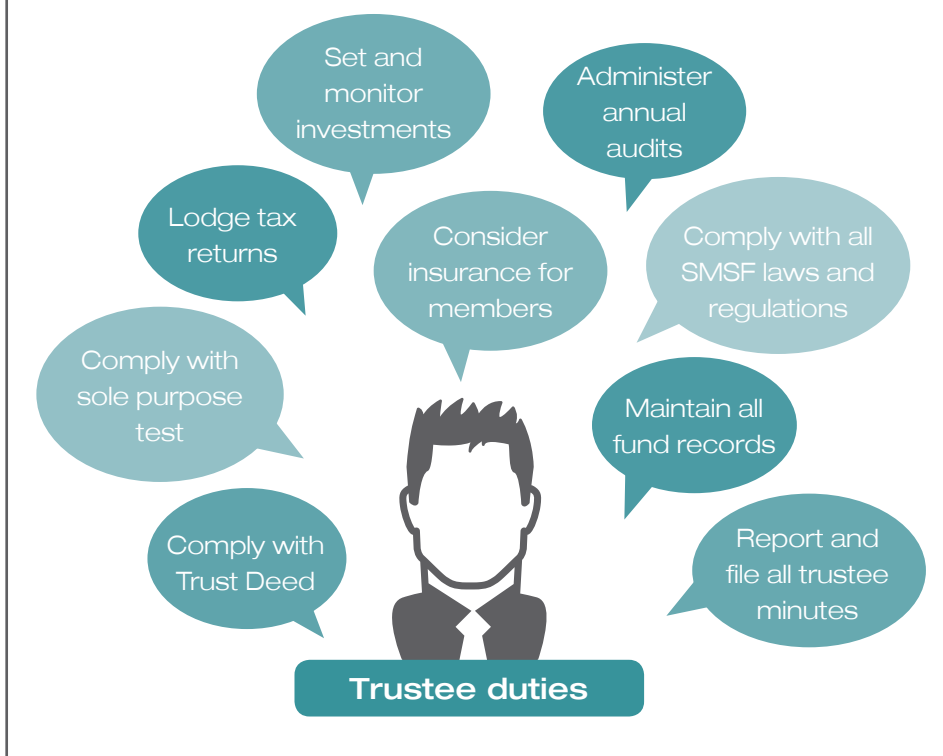 Set and
monitor
investments
Administer
annual
audits
Lodge tax
returns
Consider
insurance for
members
Comply with all
SMSF laws and
regulations
Comply with
sole purpose
test
Maintain all
fund records
Comply with
Trust Deed
Report and
file all trustee
minutes
Trustee duties